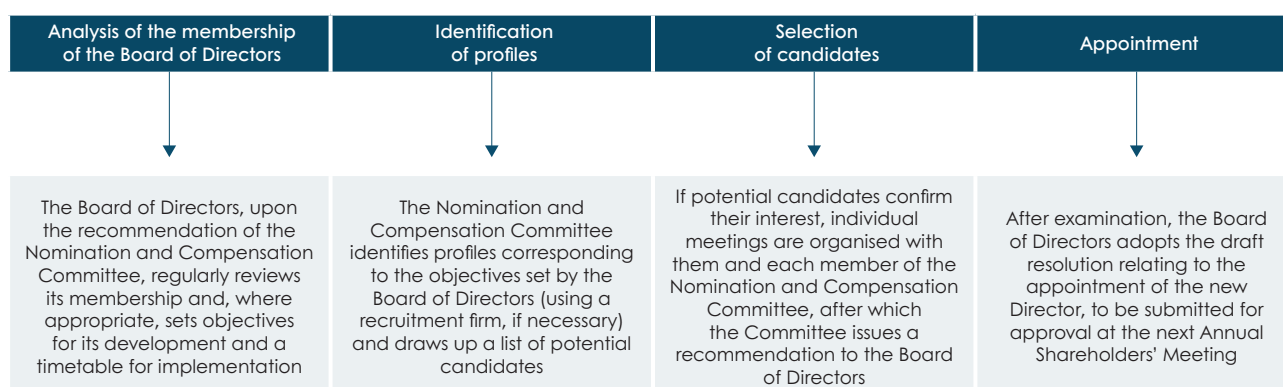 Analysis of the membership
of the Board of Directors
Identification
of profiles
Selection
of candidates
Appointment
The Board of Directors, upon
the recommendation of the
Nomination and Compensation
Committee, regularly reviews
its membership and, where
appropriate, sets objectives
for its development and a
timetable for implementation
The Nomination and
Compensation Committee
identifies profiles corresponding
to the objectives set by the
Board of Directors (using a
recruitment firm, if necessary)
and draws up a list of potential
candidates
If potential candidates confirm
their interest, individual
meetings are organised with
them and each member of the
Nomination and Compensation
Committee, after which
the Committee issues a
recommendation to the Board
of Directors
After examination, the Board
of Directors adopts the draft
resolution relating to the
appointment of the new
Director, to be submitted for
approval at the next Annual
Shareholders' Meeting